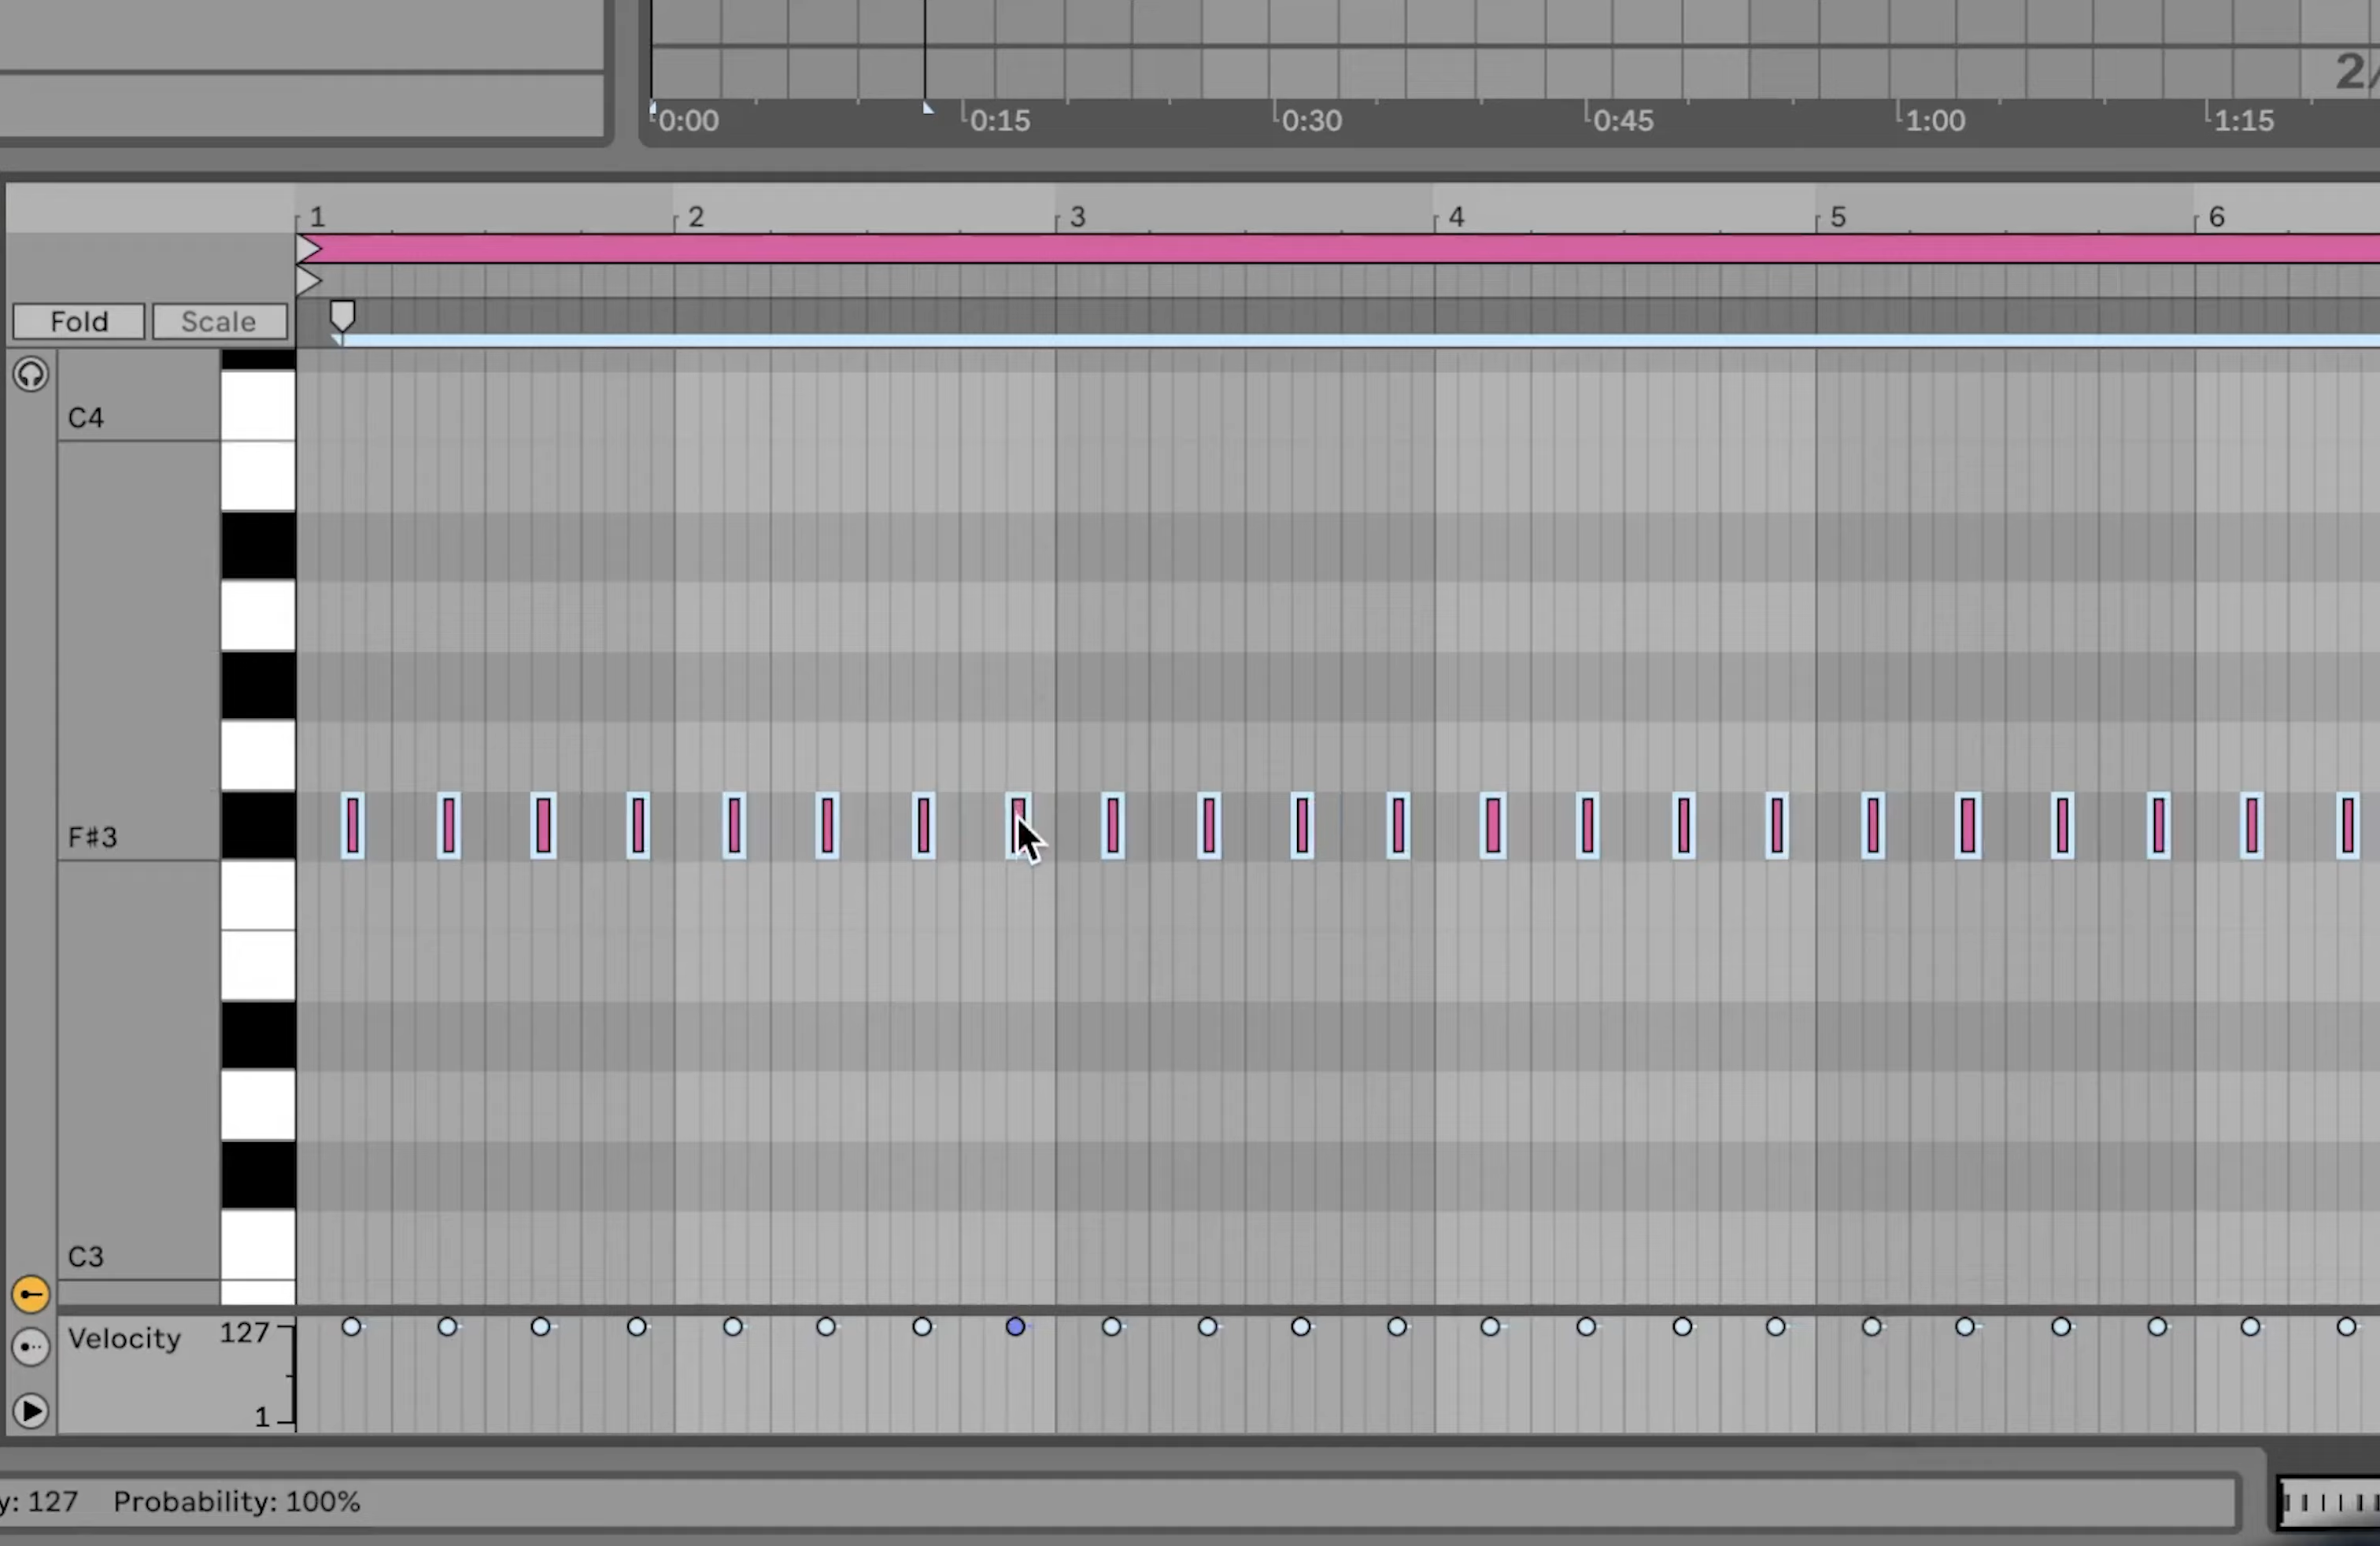 2/
0:00 0:15 0:30 0:45 1:00 1:15
1 2 3 4 5 6
Fold Scale
C4
F#3
C3
Velocity 127
1
y: 127 Probability: 100%